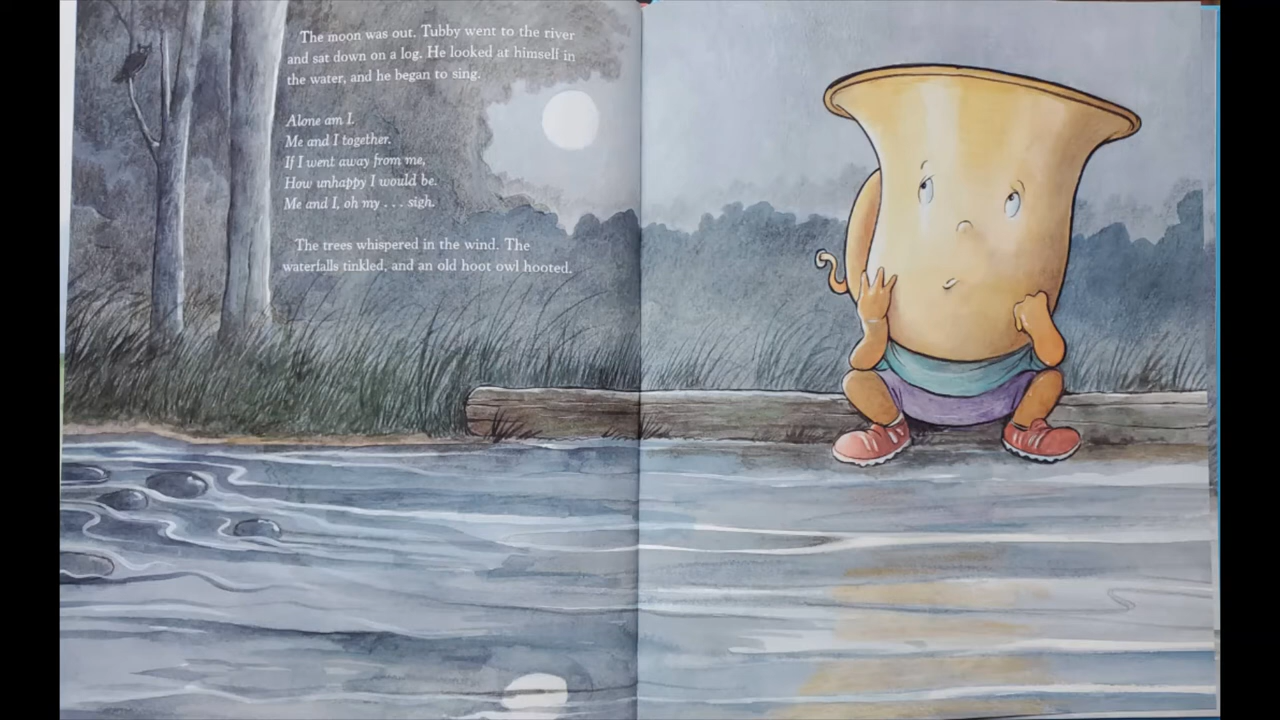 The moon was out. Tubby went to the river
and sat down on a log. He looked at himself in
the water, and he began to sing.
Alone am I.
Me and I together.
If I went away from me,
How unhappy I would be.
Me and I, oh my . . . sigh.
The trees whispered in the wind. The
waterfalls tinkled, and an old hoot owl hooted.